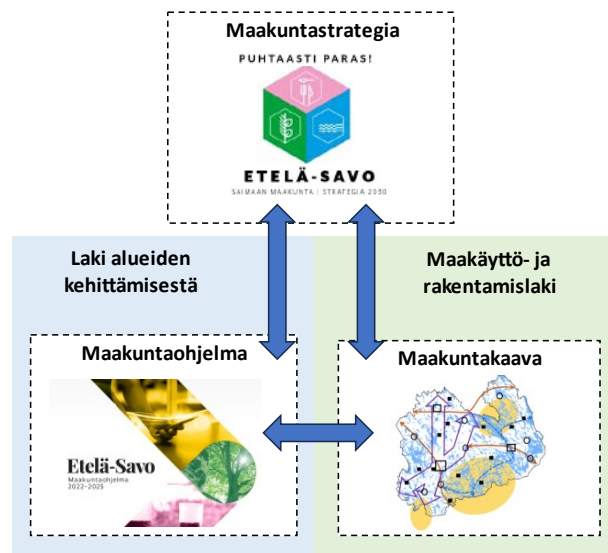 Maakuntastrategia
PUHTAASTI PARAS!
ETELÄ-SAVO
SAIMAAN MAAKUNTA | STRATEGIA 2030
Laki alueiden
kehittämisestä
Maakäyttö- ja
rakentamislaki
Maakuntaohjelma
Etelä-Savo
Maakuntaohjelma
2022–2025
Maakuntakaava